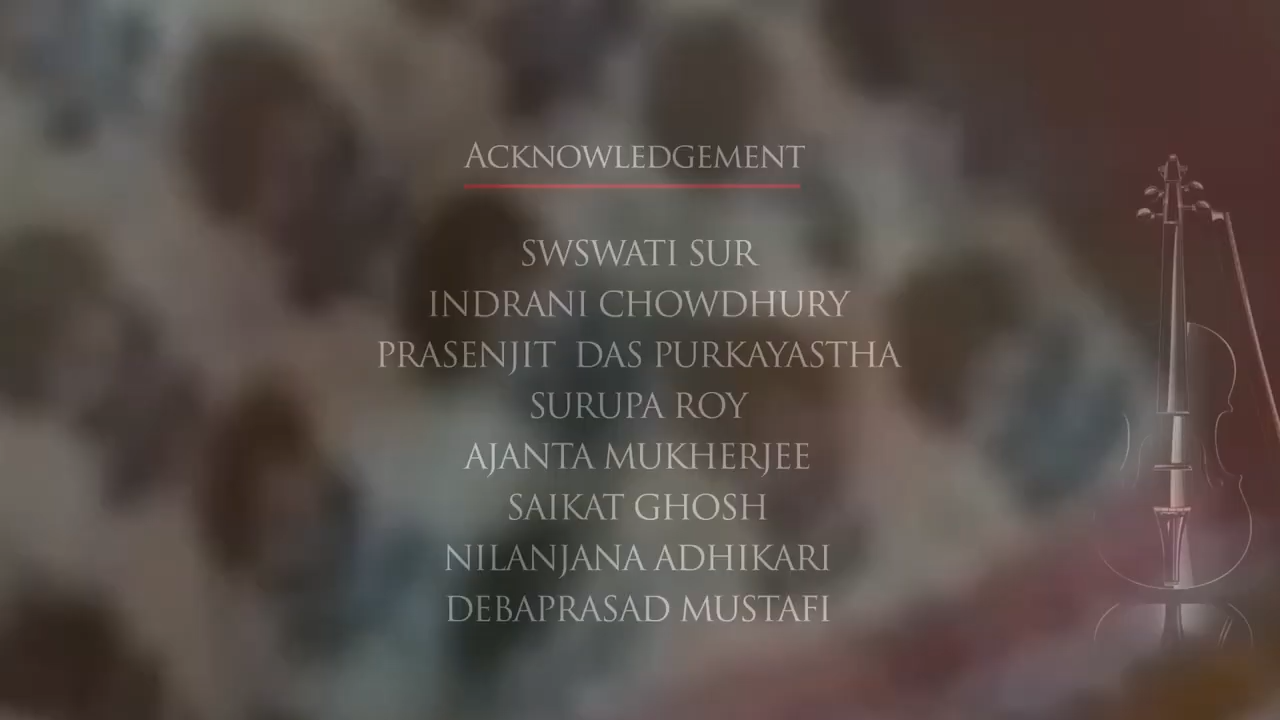 ACKNOWLEDGEMENT
SWSWATI SUR
INDRANI CHOWDHURY
PRASENJIT DAS PURKAYASTHA
SURUPA ROY
AJANTA MUKHERJEE
SAIKAT GHOSH
NILANJANA ADHIKARI
DEBAPRASAD MUSTAFI